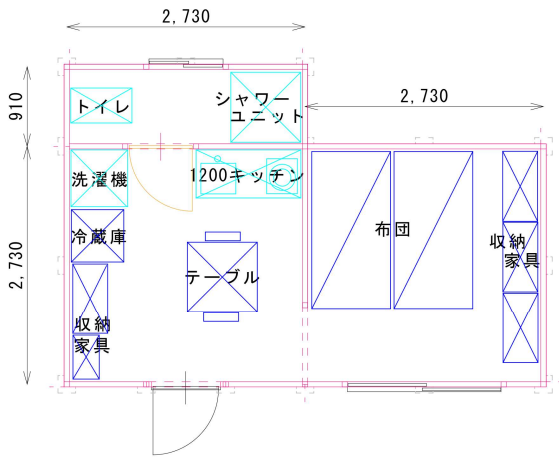 2,730
910
トイレ
シャワー
ユニット
2,730
洗濯機
1200キッチン
冷蔵庫
布団
収納
家具
2,730
テーブル
収納
家具